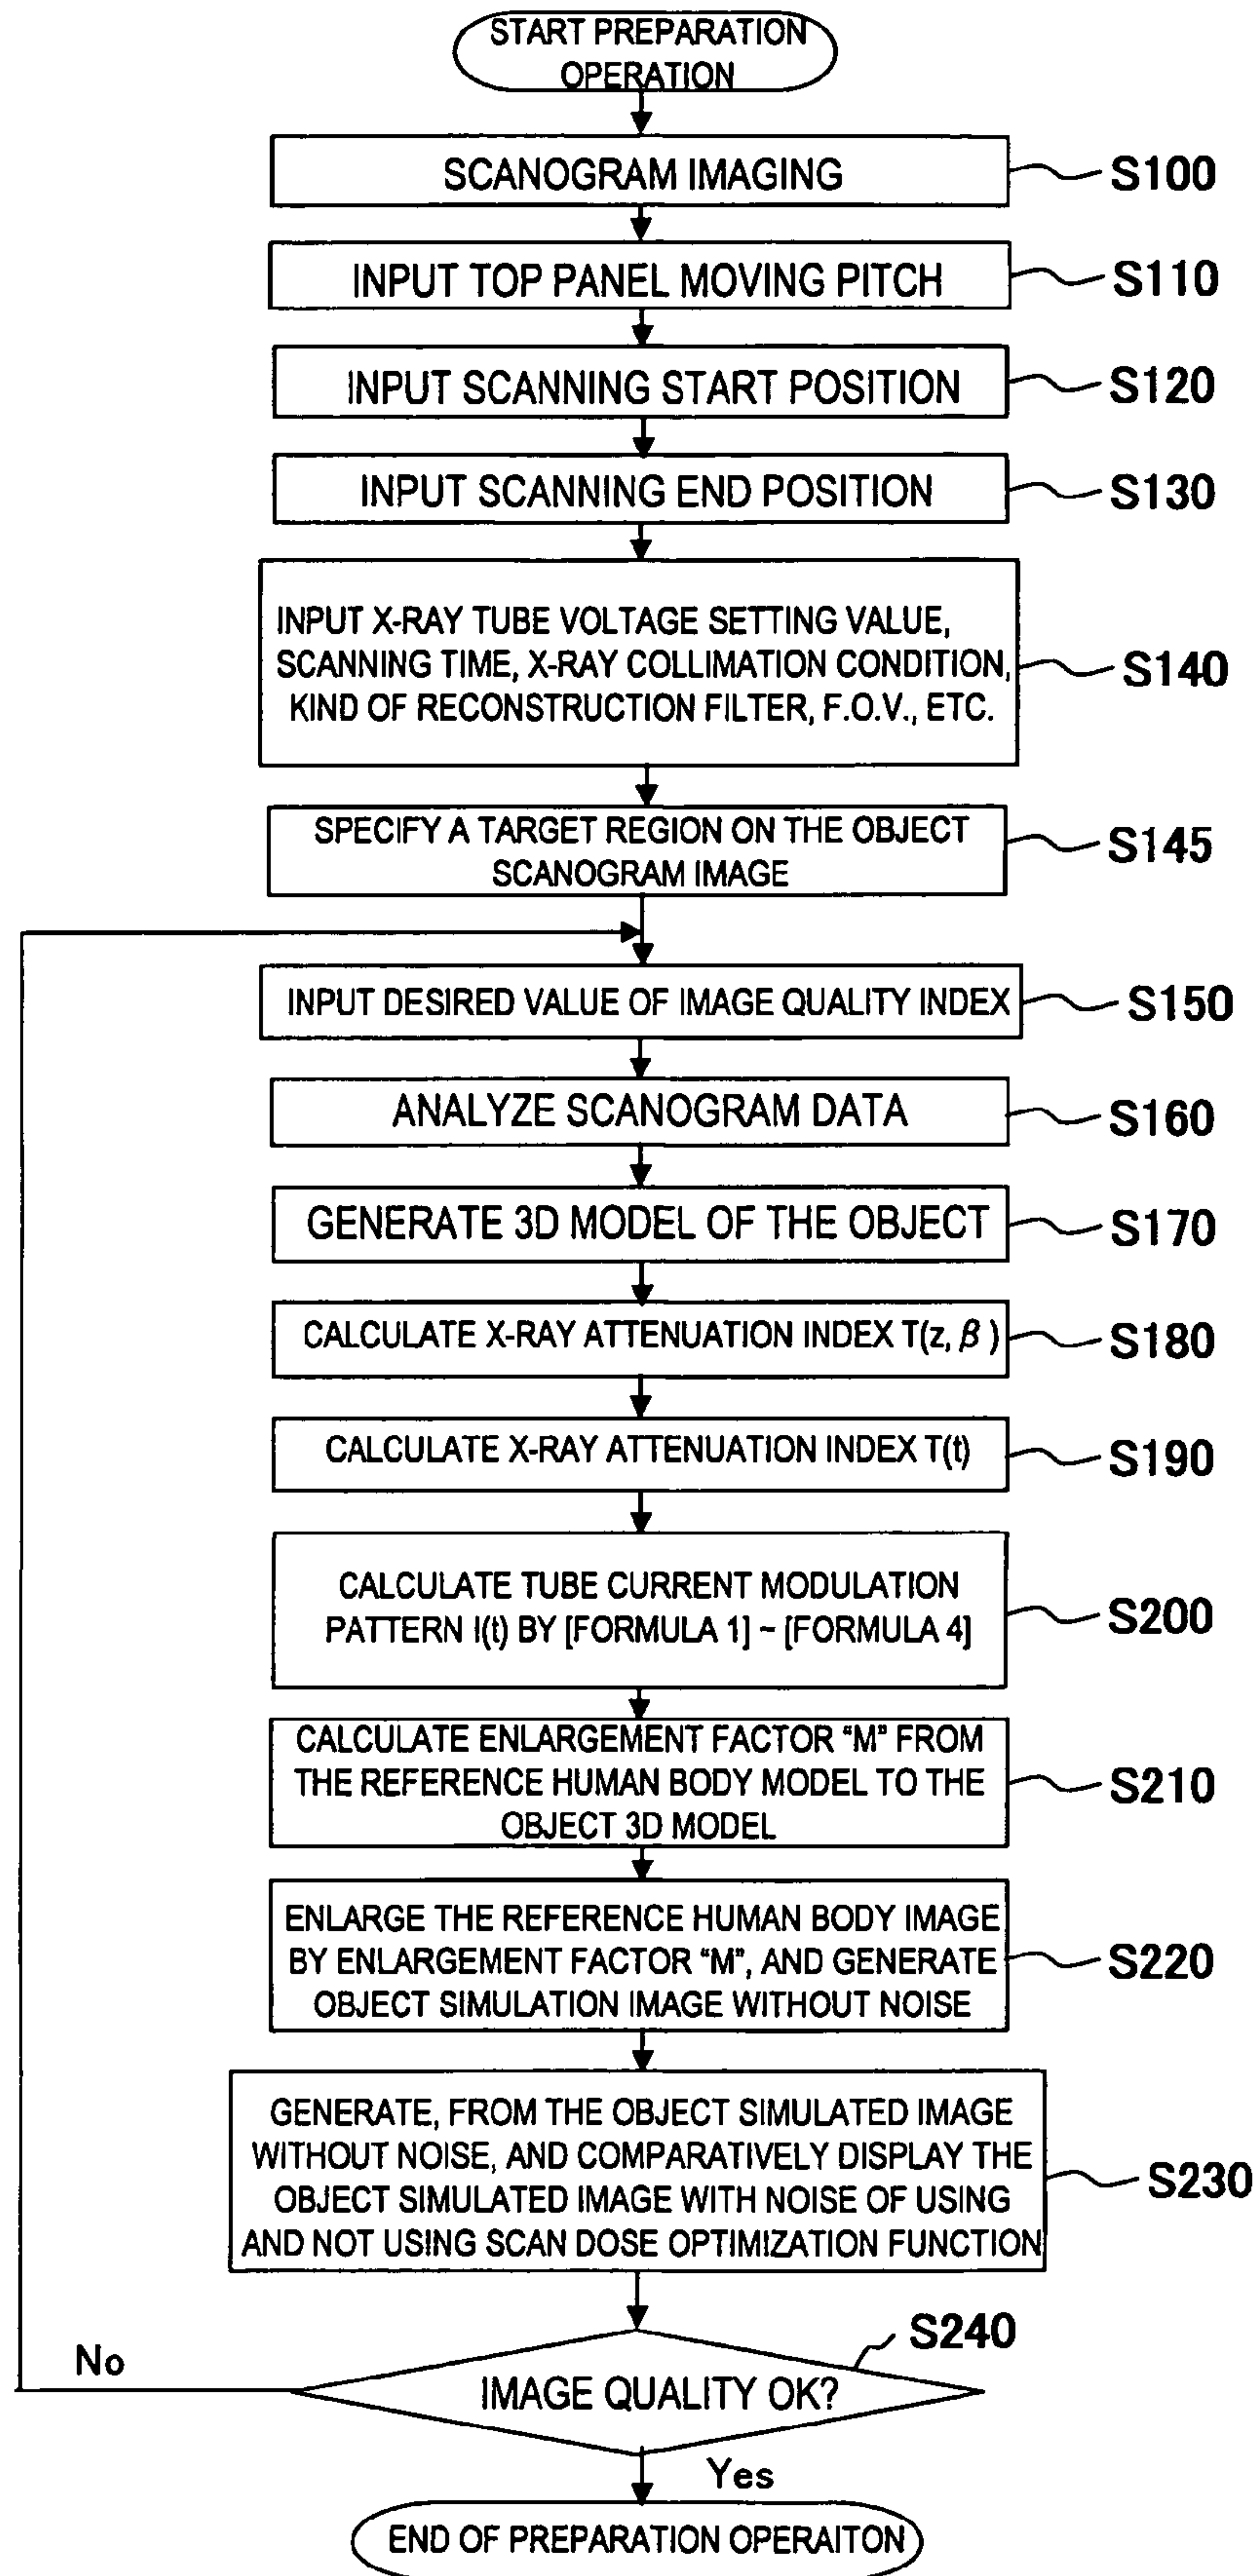 START PREPARATION
OPERATION
SCANOGRAM IMAGING
S100
INPUT TOP PANEL MOVING PITCH
S110
INPUT SCANNING START POSITION
S120
INPUT SCANNING END POSITION
S130
INPUT X-RAY TUBE VOLTAGE SETTING VALUE,
SCANNING TIME, X-RAY COLLIMATION CONDITION,
KIND OF RECONSTRUCTION FILTER, F.O.V., ETC.
S140
SPECIFY A TARGET REGION ON THE OBJECT
SCANOGRAM IMAGE
S145
INPUT DESIRED VALUE OF IMAGE QUALITY INDEX
S150
ANALYZE SCANOGRAM DATA
S160
GENERATE 3D MODEL OF THE OBJECT
S170
CALCULATE X-RAY ATTENUATION INDEX T(z, β )
S180
CALCULATE X-RAY ATTENUATION INDEX T(t)
S190
CALCULATE TUBE CURRENT MODULATION
PATTERN I(t) BY [FORMULA 1] ~ [FORMULA 4]
S200
CALCULATE ENLARGEMENT FACTOR "M" FROM
THE REFERENCE HUMAN BODY MODEL TO THE
OBJECT 3D MODEL
S210
ENLARGE THE REFERENCE HUMAN BODY IMAGE
BY ENLARGEMENT FACTOR "M", AND GENERATE
OBJECT SIMULATION IMAGE WITHOUT NOISE
S220
GENERATE, FROM THE OBJECT SIMULATED IMAGE
WITHOUT NOISE, AND COMPARATIVELY DISPLAY THE
OBJECT SIMULATED IMAGE WITH NOISE OF USING
AND NOT USING SCAN DOSE OPTIMIZATION FUNCTION
S230
S240
No
IMAGE QUALITY OK?
Yes
END OF PREPARATION OPERAITON